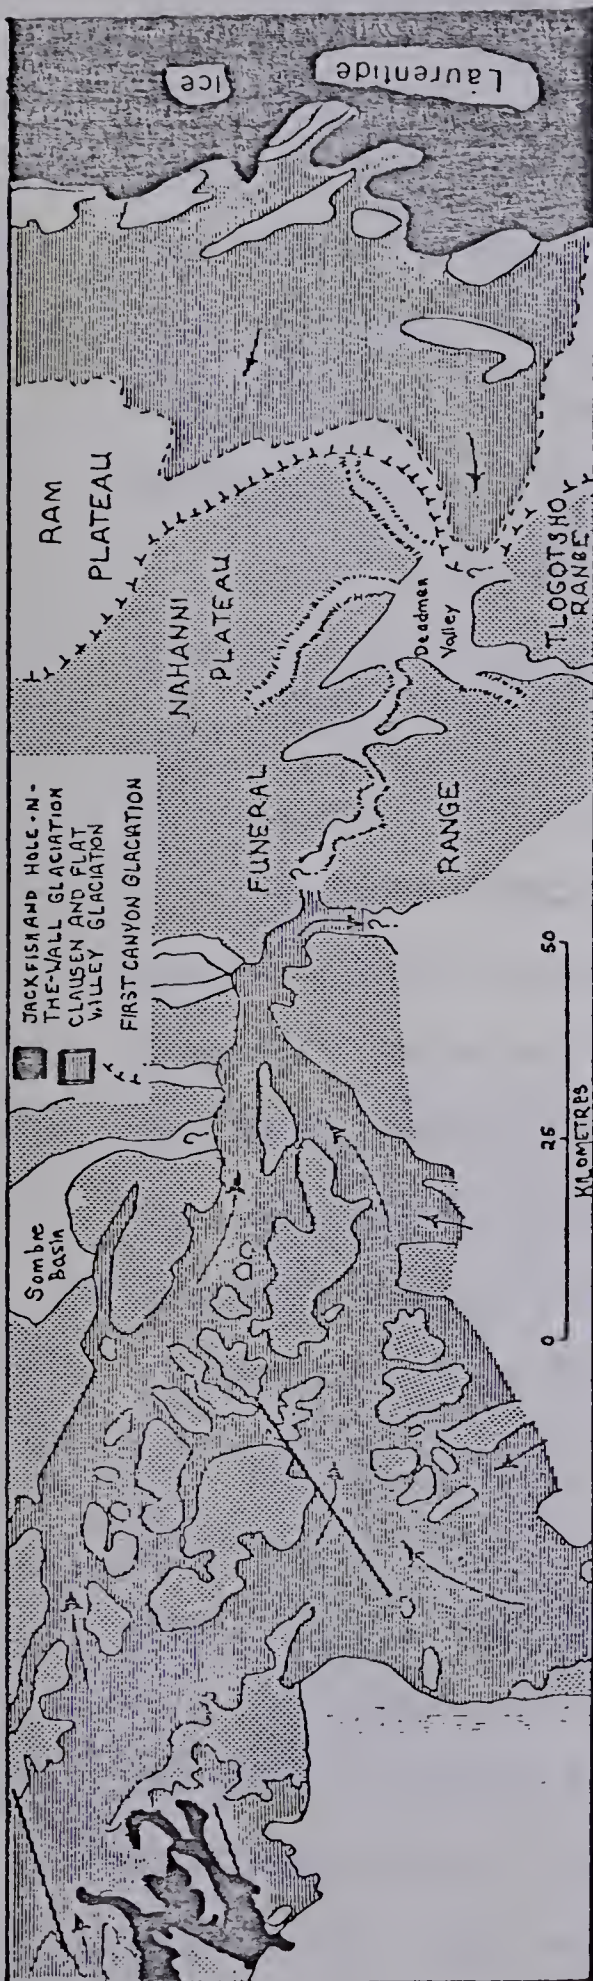 Laurentide
Ice
RAM
PLATEAU
NAHANNI
PLATEAU
Deadmen
Valley
TLOGOTSHO
RANGE
FUNERAL
RANGE
JACKFISH AND HOLE-N-
THE-WALL GLACIATION
CLAUSEN AND FLAT
VALLEY GLACIATION
FIRST CANYON GLACIATION
Sombre
Basin
?
?
?
0 25 50
KILOMETRES